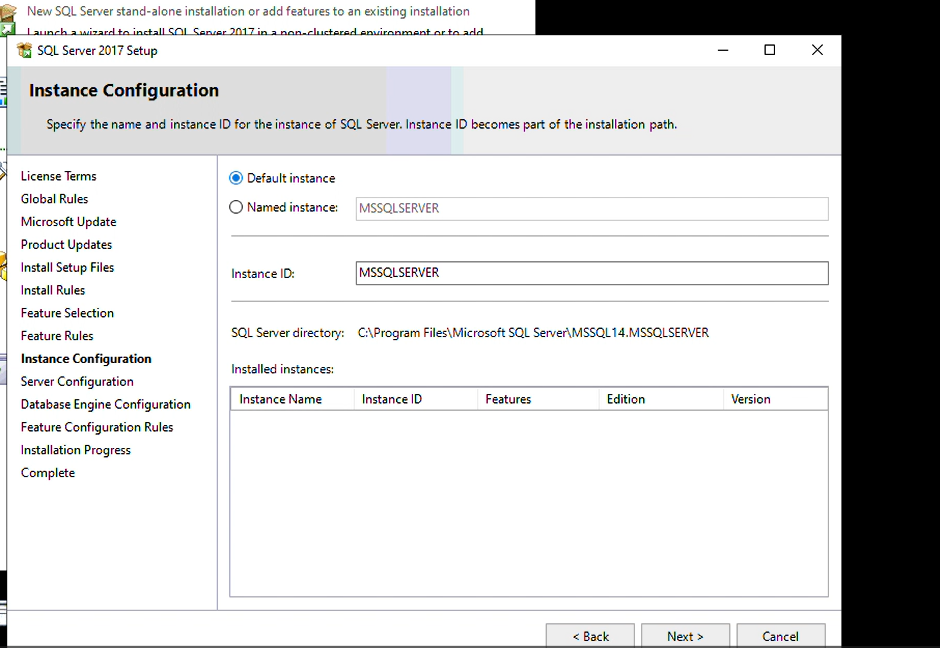 New SQL Server stand-alone installation or add features to an existing installation
Launch a wizard to install SQL Server 2017 in a non-clustered environment or to add
SQL Server 2017 Setup
Instance Configuration
Specify the name and instance ID for the instance of SQL Server. Instance ID becomes part of the installation path.
License Terms
Global Rules
Microsoft Update
Product Updates
Install Setup Files
Install Rules
Feature Selection
Feature Rules
Instance Configuration
Server Configuration
Database Engine Configuration
Feature Configuration Rules
Installation Progress
Complete
Default instance
Named instance: MSSQLSERVER
Instance ID: MSSQLSERVER
SQL Server directory: C:\Program Files\Microsoft SQL Server\MSSQL14.MSSQLSERVER
Installed instances:
Instance Name Instance ID Features Edition Version
< Back Next > Cancel